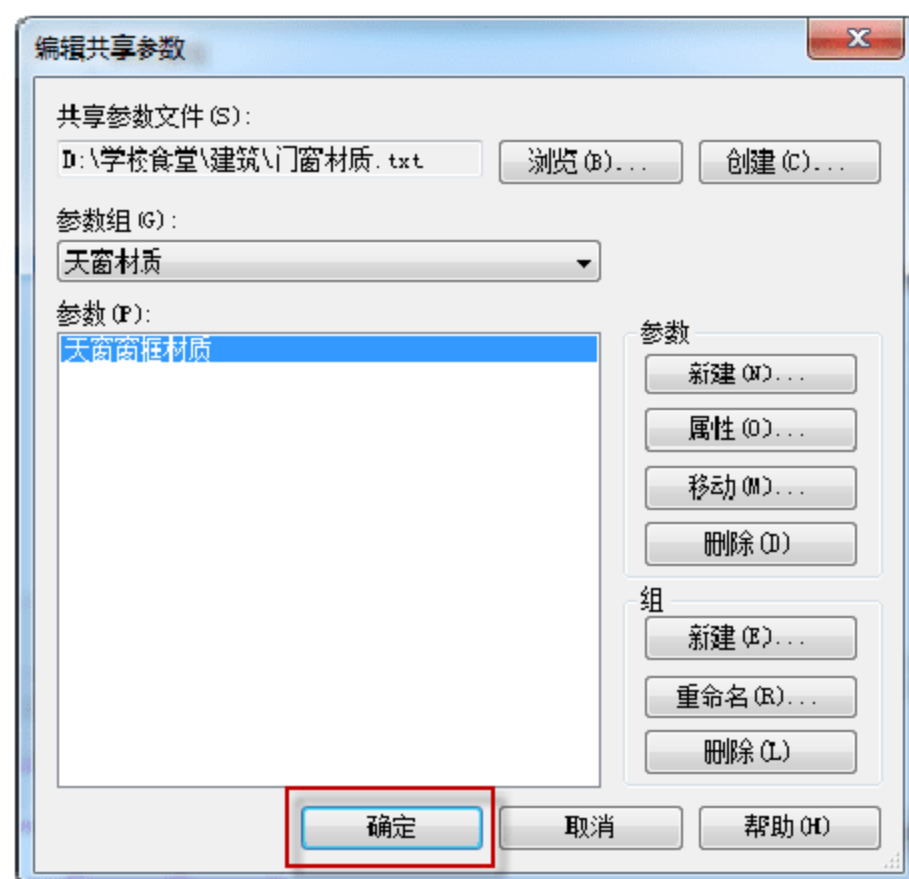 编辑共享参数
共享参数文件(S):
D:\学校食堂\建筑\门窗材质.txt
浏览(B)...
创建(C)...
参数组(G):
天窗材质
参数(P):
天窗窗框材质
参数
新建(N)...
属性(O)...
移动(M)...
删除(D)
组
新建(E)...
重命名(R)...
删除(L)
确定
取消
帮助(H)